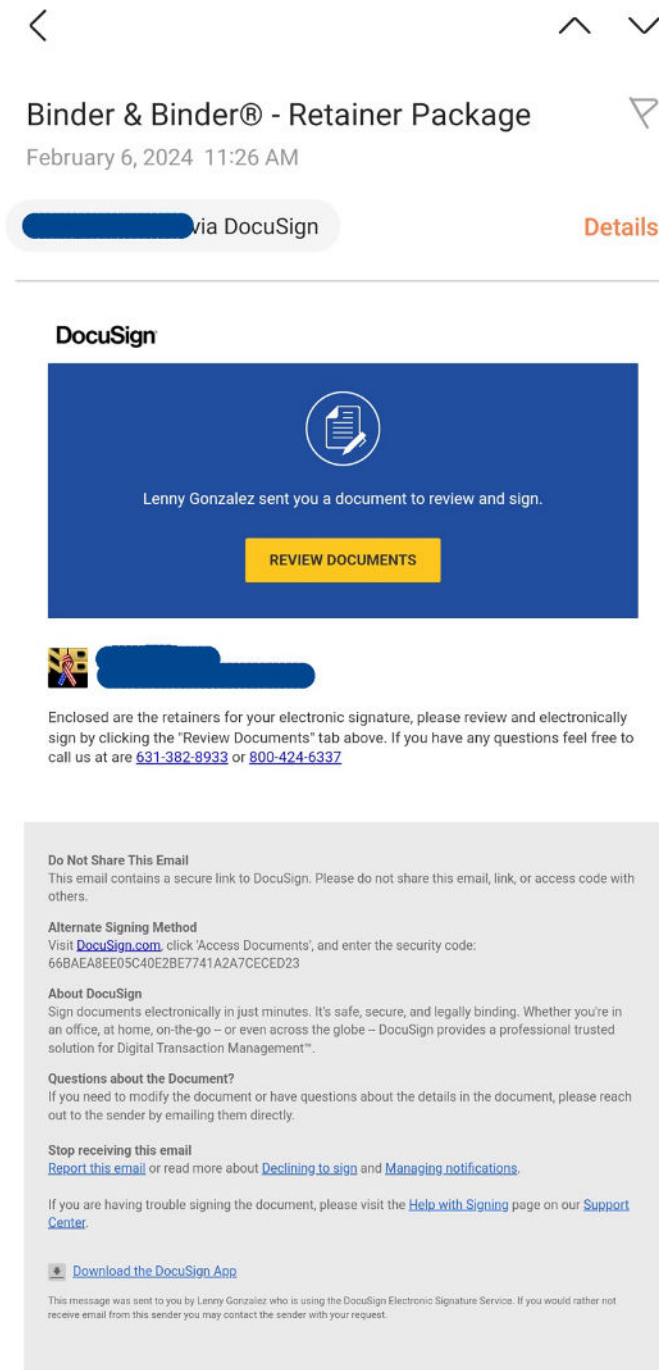 Binder & Binder® - Retainer Package
February 6, 2024 11:26 AM
via DocuSign
Details
DocuSign
Lenny Gonzalez sent you a document to review and sign.
REVIEW DOCUMENTS
Enclosed are the retainers for your electronic signature, please review and electronically
sign by clicking the "Review Documents" tab above. If you have any questions feel free to
call us at are 631-382-8933 or 800-424-6337
Do Not Share This Email
This email contains a secure link to DocuSign. Please do not share this email, link, or access code with
others.
Alternate Signing Method
Visit DocuSign.com, click 'Access Documents', and enter the security code:
66BAEA8EE05C40E2BE7741A2A7CECED23
About DocuSign
Sign documents electronically in just minutes. It's safe, secure, and legally binding. Whether you're in
an office, at home, on-the-go -- or even across the globe -- DocuSign provides a professional trusted
solution for Digital Transaction Management™.
Questions about the Document?
If you need to modify the document or have questions about the details in the document, please reach
out to the sender by emailing them directly.
Stop receiving this email
Report this email or read more about Declining to sign and Managing notifications.
If you are having trouble signing the document, please visit the Help with Signing page on our Support
Center.
Download the DocuSign App
This message was sent to you by Lenny Gonzalez who is using the DocuSign Electronic Signature Service. If you would rather not
receive email from this sender you may contact the sender with your request.